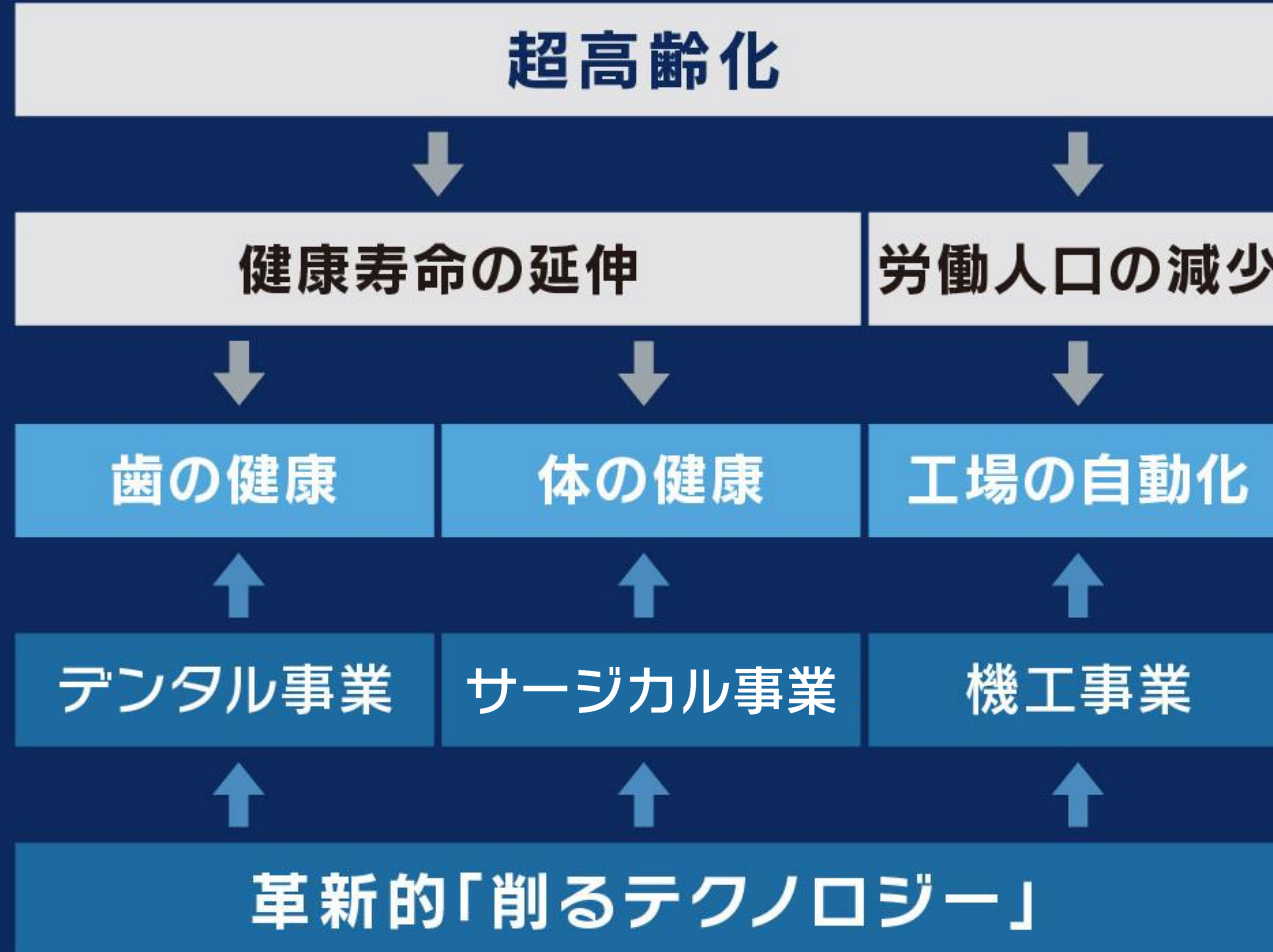 超高齢化
健康寿命の延伸
労働人口の減少
歯の健康
体の健康
工場の自動化
デンタル事業
サージカル事業
機工事業
革新的「削るテクノロジー」